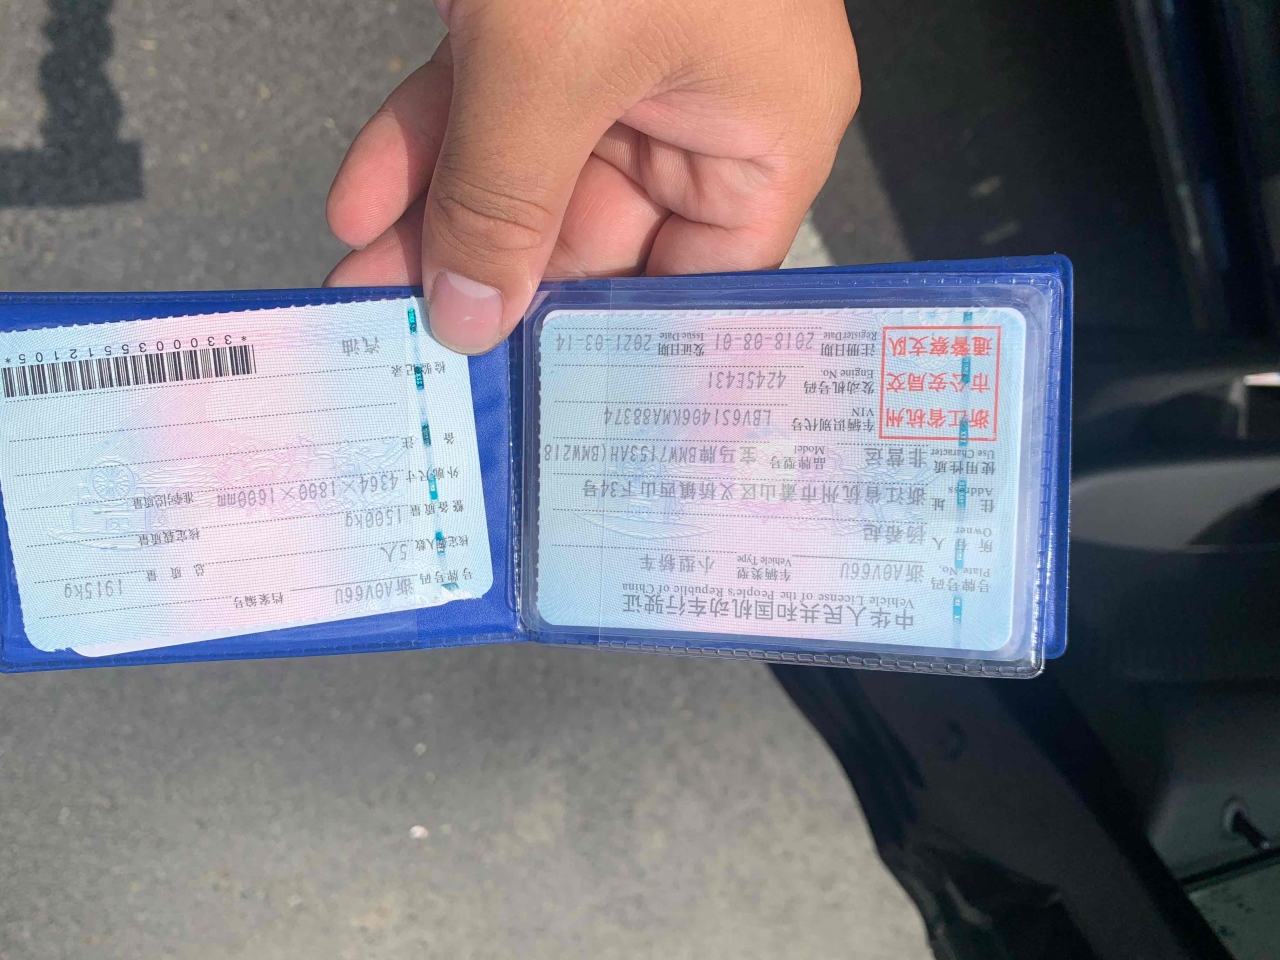 中华人民共和国机动车行驶证
Vehicle License of the People's Republic of China
号牌号码 浙A0V66U 车辆类型 小型轿车
Plate No. Vehicle Type
所有人 杨希起
Owner
住址 浙江省杭州市萧山区义桥镇西山下34号
Address
使用性质 非营运 品牌型号 宝马牌BMW7153AH(BMWZ18
Use Character Model
浙江省杭州
市公安局交
通警察支队
车辆识别代号 LBV6S1406KMA88374
VIN
发动机号码 4245E431
Engine No.
注册日期 2018-08-01 发证日期 2021-03-14
Register Date Issue Date
号牌号码 浙A0V66U 档案编号
核定载人数 5人 总质量 1915kg
整备质量 1500kg 核定载质量
外廓尺寸 4364×1800×1600mm 准牵引总质量
备注
检验记录
汽油
*3300035512105*